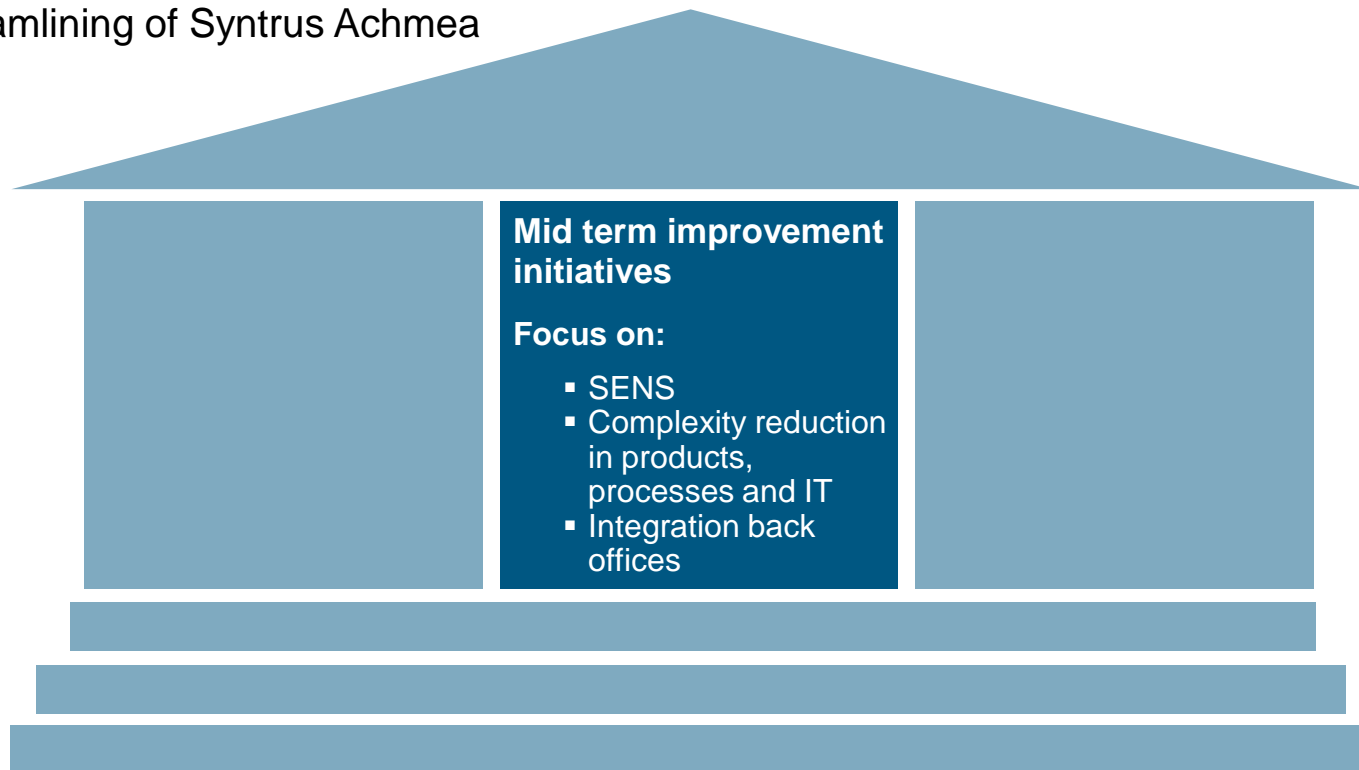 of Syntrus Achmea
Mid term improvement
initiatives
Focus on:
▪ SENS
▪ Complexity reduction
in products,
processes and IT
▪ Integration back
offices